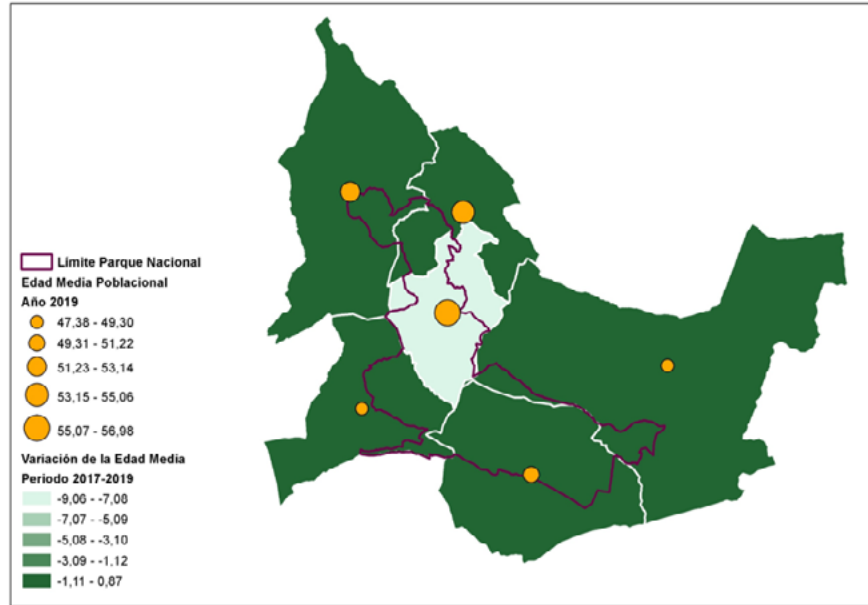 Límite Parque Nacional
Edad Media Poblacional
Año 2019
47,38 - 49,30
49,31 - 51,22
51,23 - 53,14
53,15 - 55,06
55,07 - 56,98
Variación de la Edad Media
Periodo 2017-2019
-9,06 - -7,08
-7,07 - -5,09
-5,08 - -3,10
-3,09 - -1,12
-1,11 - 0,87